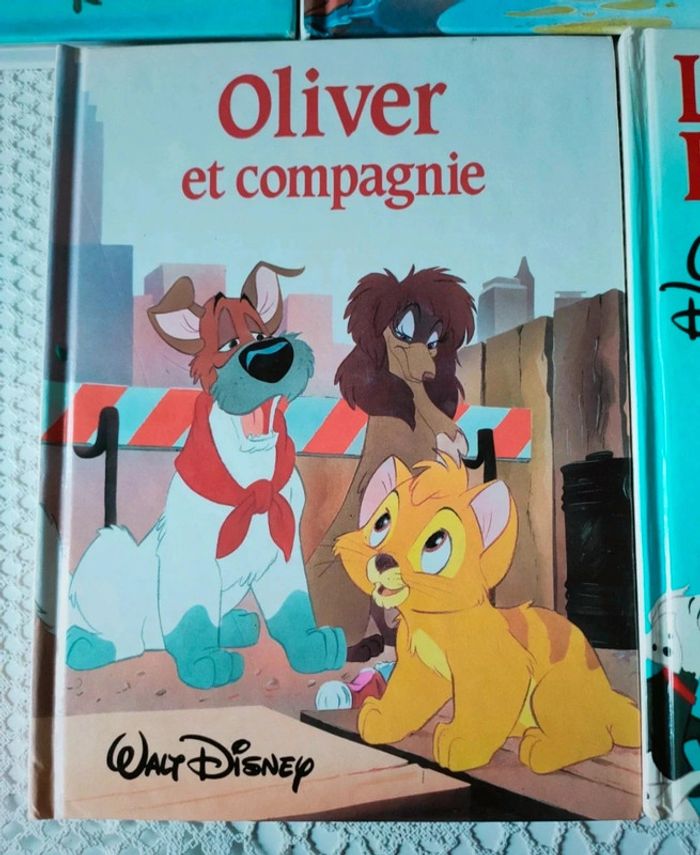 Oliver
et compagnie
Walt Disney